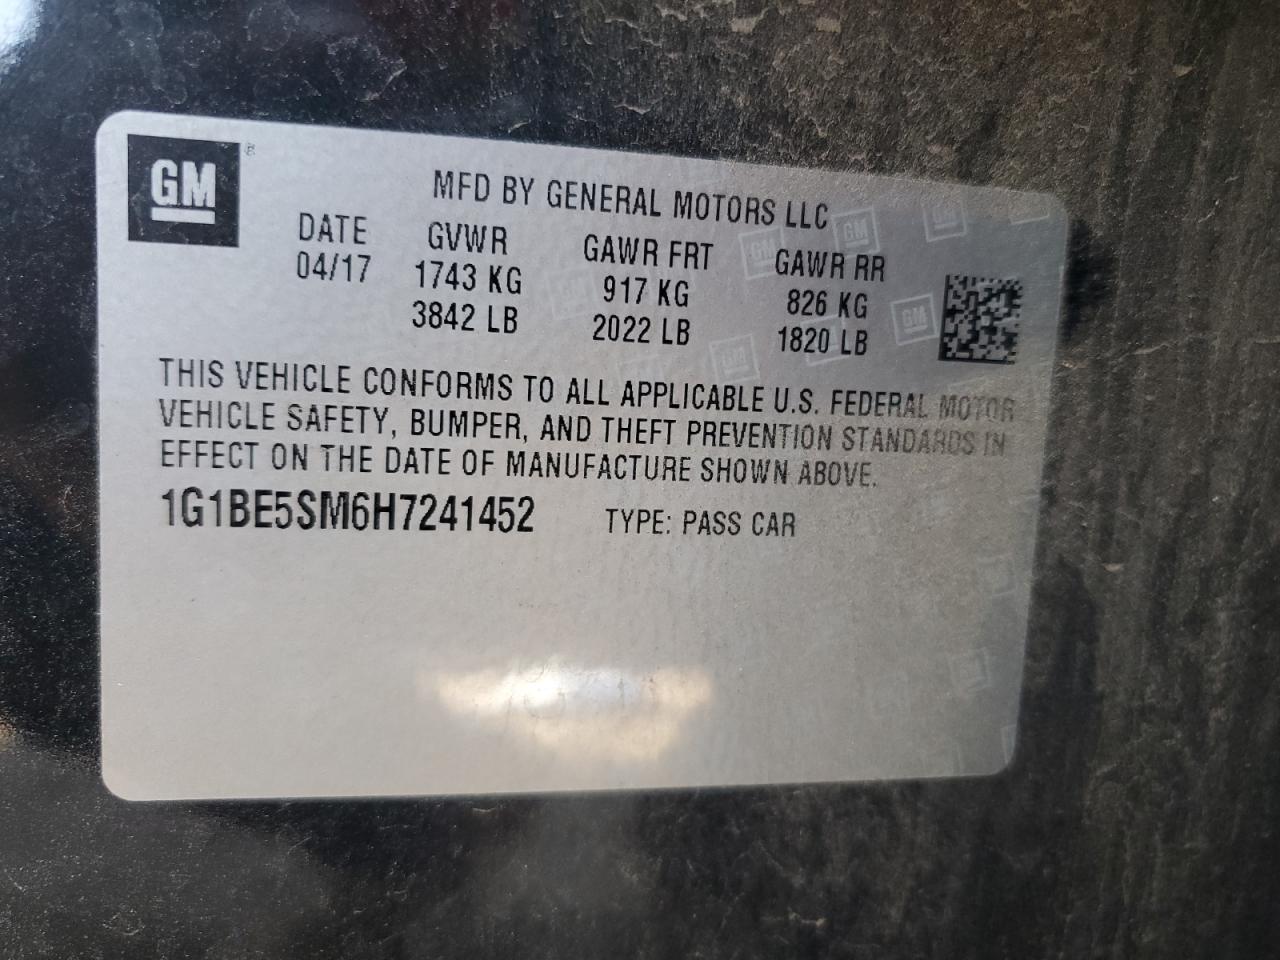 GM ®
MFD BY GENERAL MOTORS LLC
DATE GVWR GAWR FRT GAWR RR
04/17 1743 KG 917 KG 826 KG
3842 LB 2022 LB 1820 LB
THIS VEHICLE CONFORMS TO ALL APPLICABLE U.S. FEDERAL MOTOR
VEHICLE SAFETY, BUMPER, AND THEFT PREVENTION STANDARDS IN
EFFECT ON THE DATE OF MANUFACTURE SHOWN ABOVE.
1G1BE5SM6H7241452 TYPE: PASS CAR